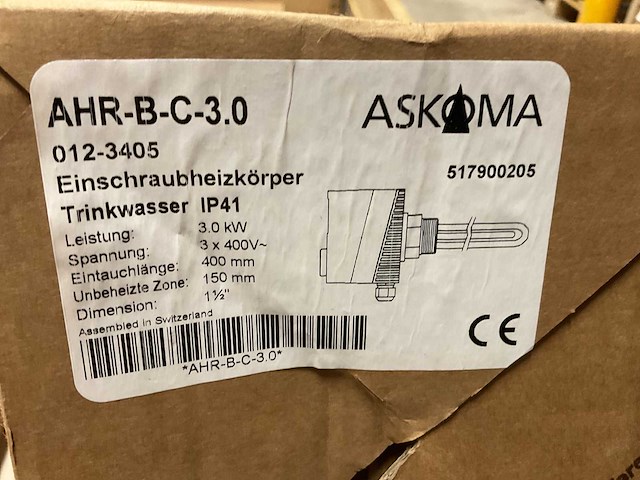 AHR-B-C-3.0
ASKOMA
012-3405
517900205
Einschraubheizkörper
Trinkwasser IP41
Leistung: 3.0 kW
Spannung: 3 x 400V~
Eintauchlänge: 400 mm
Unbeheizte Zone: 150 mm
Dimension: 1½"
Assembled in Switzerland
CE
*AHR-B-C-3.0*